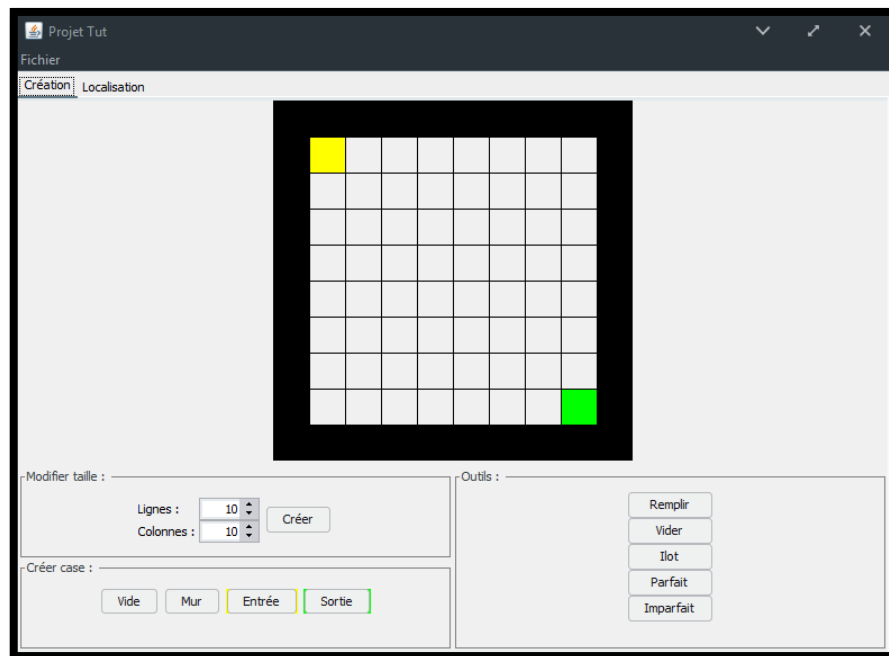 Projet Tut
Fichier
Création Localisation
Modifier taille :
Lignes : 10
Colonnes : 10
Créer
Créer case :
Vide Mur Entrée Sortie
Outils :
Remplir
Vider
Ilot
Parfait
Imparfait